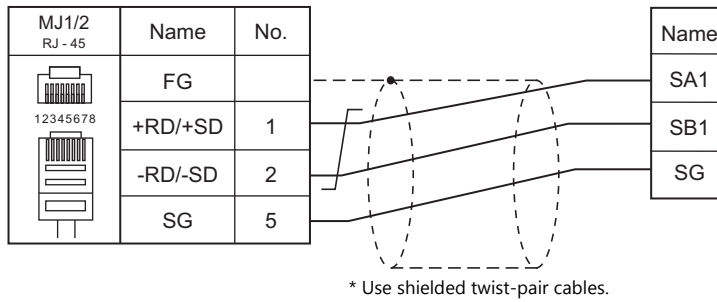 MJ1/2 Name No. Name
RJ - 45
FG SA1
12345678
+RD/+SD 1 SB1
-RD/-SD 2 SG
SG 5
* Use shielded twist-pair cables.